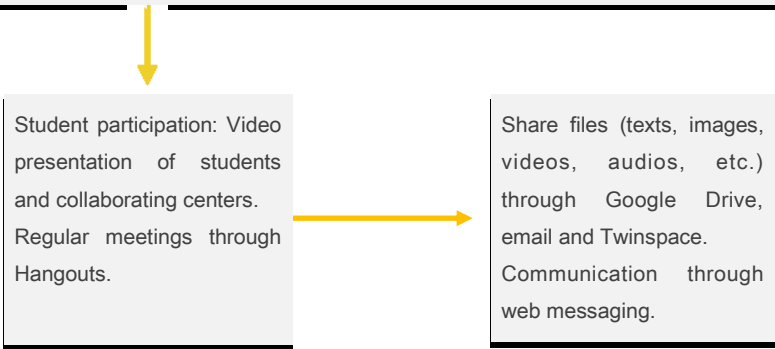 Student participation: Video
presentation of students
and collaborating centers.
Regular meetings through
Hangouts.
Share files (texts, images,
videos, audios, etc.)
through Google Drive,
email and Twinspace.
Communication through
web messaging.